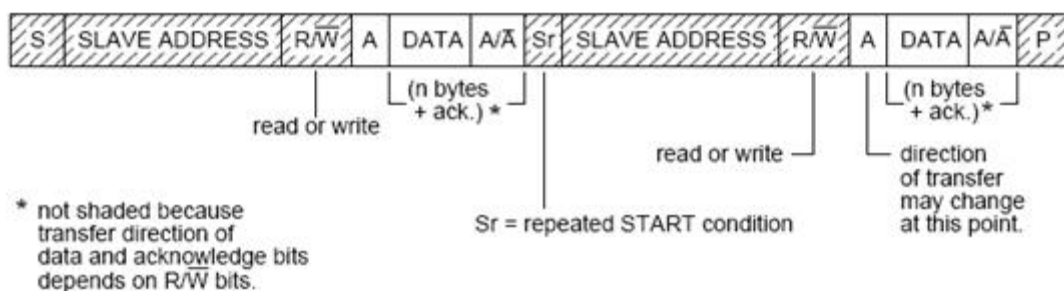 S SLAVE ADDRESS R/W̅ A DATA A/A̅ Sr SLAVE ADDRESS R/W̅ A DATA A/A̅ P
(n bytes
+ ack.) *
read or write
(n bytes
+ ack.) *
read or write
direction
of transfer
may change
at this point.
Sr = repeated START condition
* not shaded because
transfer direction of
data and acknowledge bits
depends on R/W̅ bits.